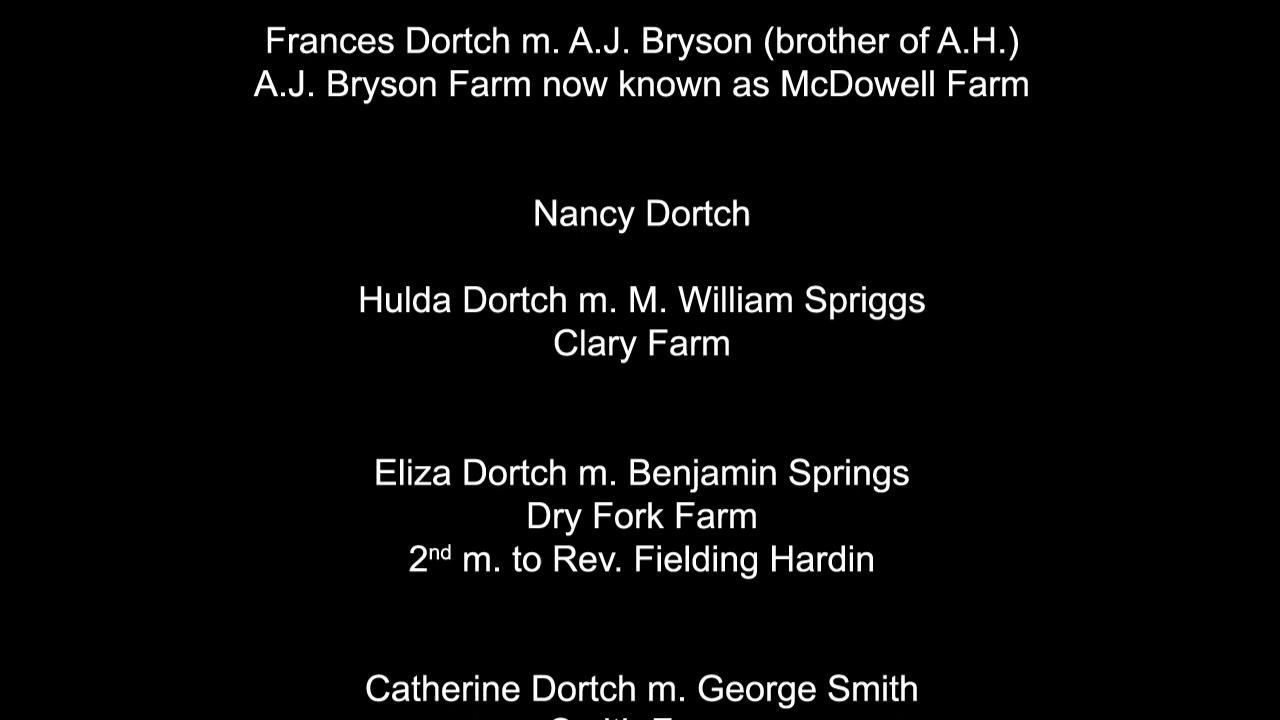 Frances Dortch m. A.J. Bryson (brother of A.H.)
A.J. Bryson Farm now known as McDowell Farm
Nancy Dortch
Hulda Dortch m. M. William Spriggs
Clary Farm
Eliza Dortch m. Benjamin Springs
Dry Fork Farm
2nd m. to Rev. Fielding Hardin
Catherine Dortch m. George Smith